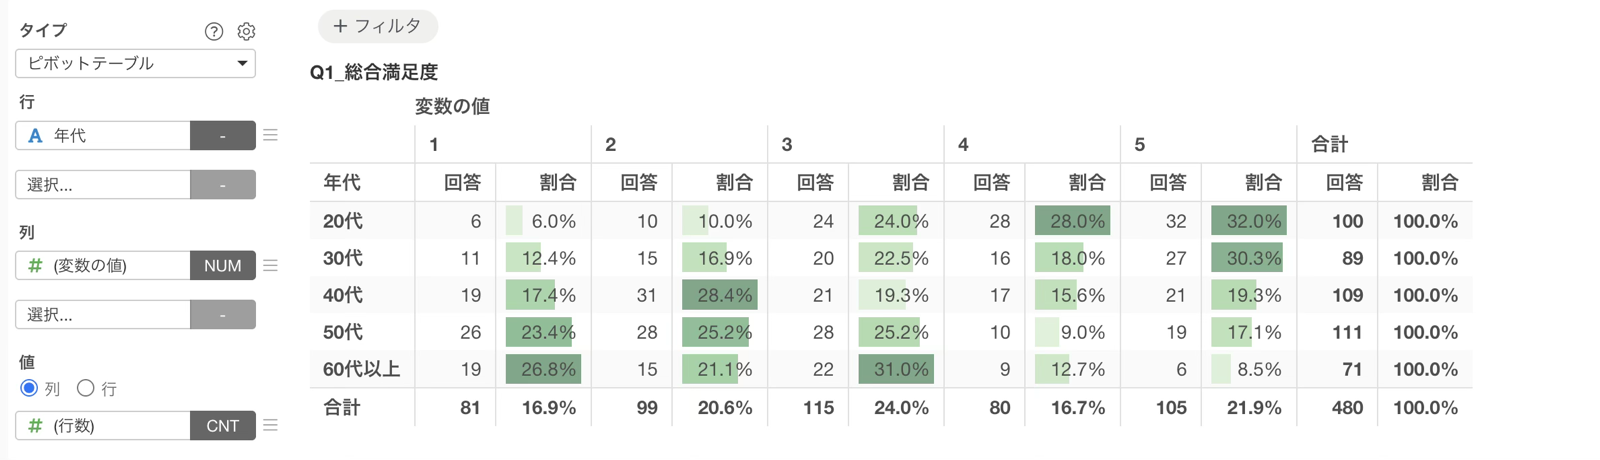 タイプ
ピボットテーブル
行
A 年代 -
選択... -
列
# (変数の値) NUM
選択... -
値
列 行
# (行数) CNT
+ フィルタ
Q1_総合満足度
変数の値
1 2 3 4 5 合計
年代 回答 割合 回答 割合 回答 割合 回答 割合 回答 割合 回答 割合
20代 6 6.0% 10 10.0% 24 24.0% 28 28.0% 32 32.0% 100 100.0%
30代 11 12.4% 15 16.9% 20 22.5% 16 18.0% 27 30.3% 89 100.0%
40代 19 17.4% 31 28.4% 21 19.3% 17 15.6% 21 19.3% 109 100.0%
50代 26 23.4% 28 25.2% 28 25.2% 10 9.0% 19 17.1% 111 100.0%
60代以上 19 26.8% 15 21.1% 22 31.0% 9 12.7% 6 8.5% 71 100.0%
合計 81 16.9% 99 20.6% 115 24.0% 80 16.7% 105 21.9% 480 100.0%